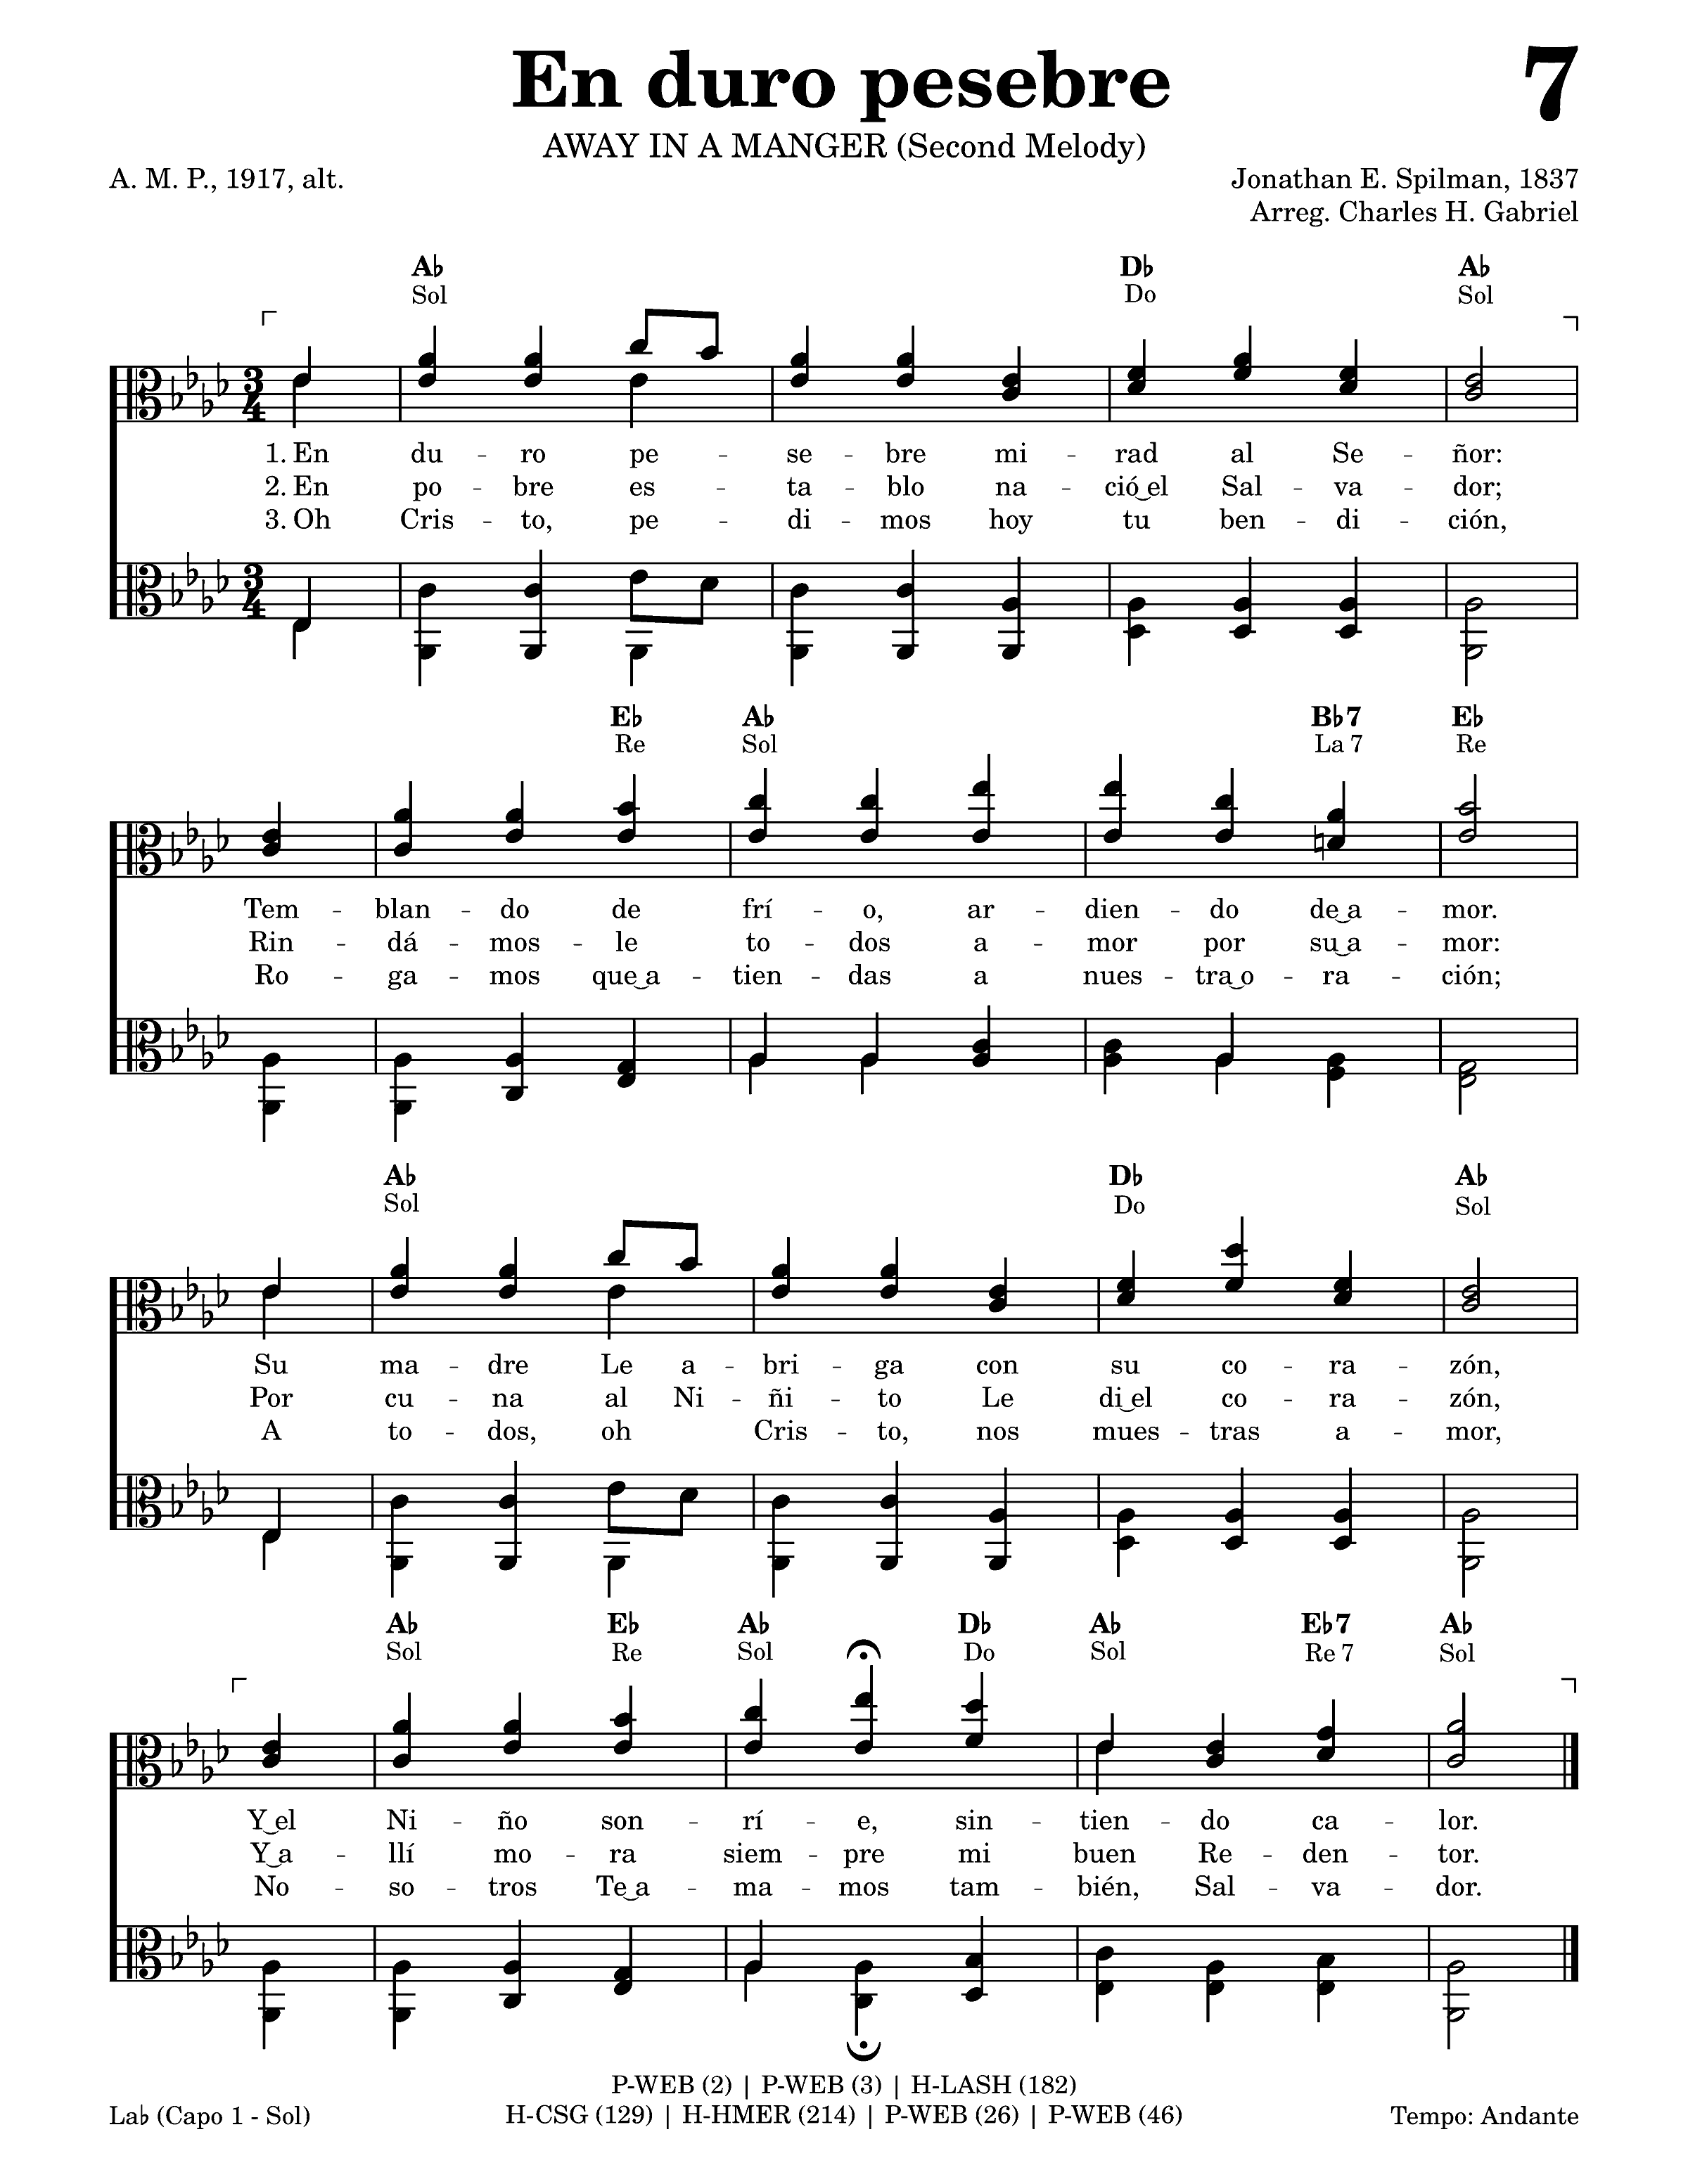 En duro pesebre
7
AWAY IN A MANGER (Second Melody)
A. M. P., 1917, alt.
Jonathan E. Spilman, 1837
Arreg. Charles H. Gabriel
A♭ D♭ A♭
Sol Do Sol
3 4
1. En du - ro pe - se - bre mi - rad al Se - ñor:
2. En po - bre es - ta - blo na - ció‿el Sal - va - dor;
3. Oh Cris - to, pe - di - mos hoy tu ben - di - ción,
3 4
E♭ A♭ B♭7 E♭
Re Sol La 7 Re
Tem - blan - do de frí - o, ar - dien - do de‿a - mor.
Rin - dá - mos - le to - dos a - mor por su‿a - mor:
Ro - ga - mos que‿a - tien - das a nues - tra‿o - ra - ción;
A♭ D♭ A♭
Sol Do Sol
Su ma - dre Le a - bri - ga con su co - ra - zón,
Por cu - na al Ni - ñi - to Le di‿el co - ra - zón,
A to - dos, oh Cris - to, nos mues - tras a - mor,
A♭ E♭ A♭ D♭ A♭ E♭7 A♭
Sol Re Sol Do Sol Re 7 Sol
Y‿el Ni - ño son - rí - e, sin - tien - do ca - lor.
Y‿a - llí mo - ra siem - pre mi buen Re - den - tor.
No - so - tros Te‿a - ma - mos tam - bién, Sal - va - dor.
P-WEB (2) | P-WEB (3) | H-LASH (182)
La♭ (Capo 1 - Sol)
H-CSG (129) | H-HMER (214) | P-WEB (26) | P-WEB (46)
Tempo: Andante